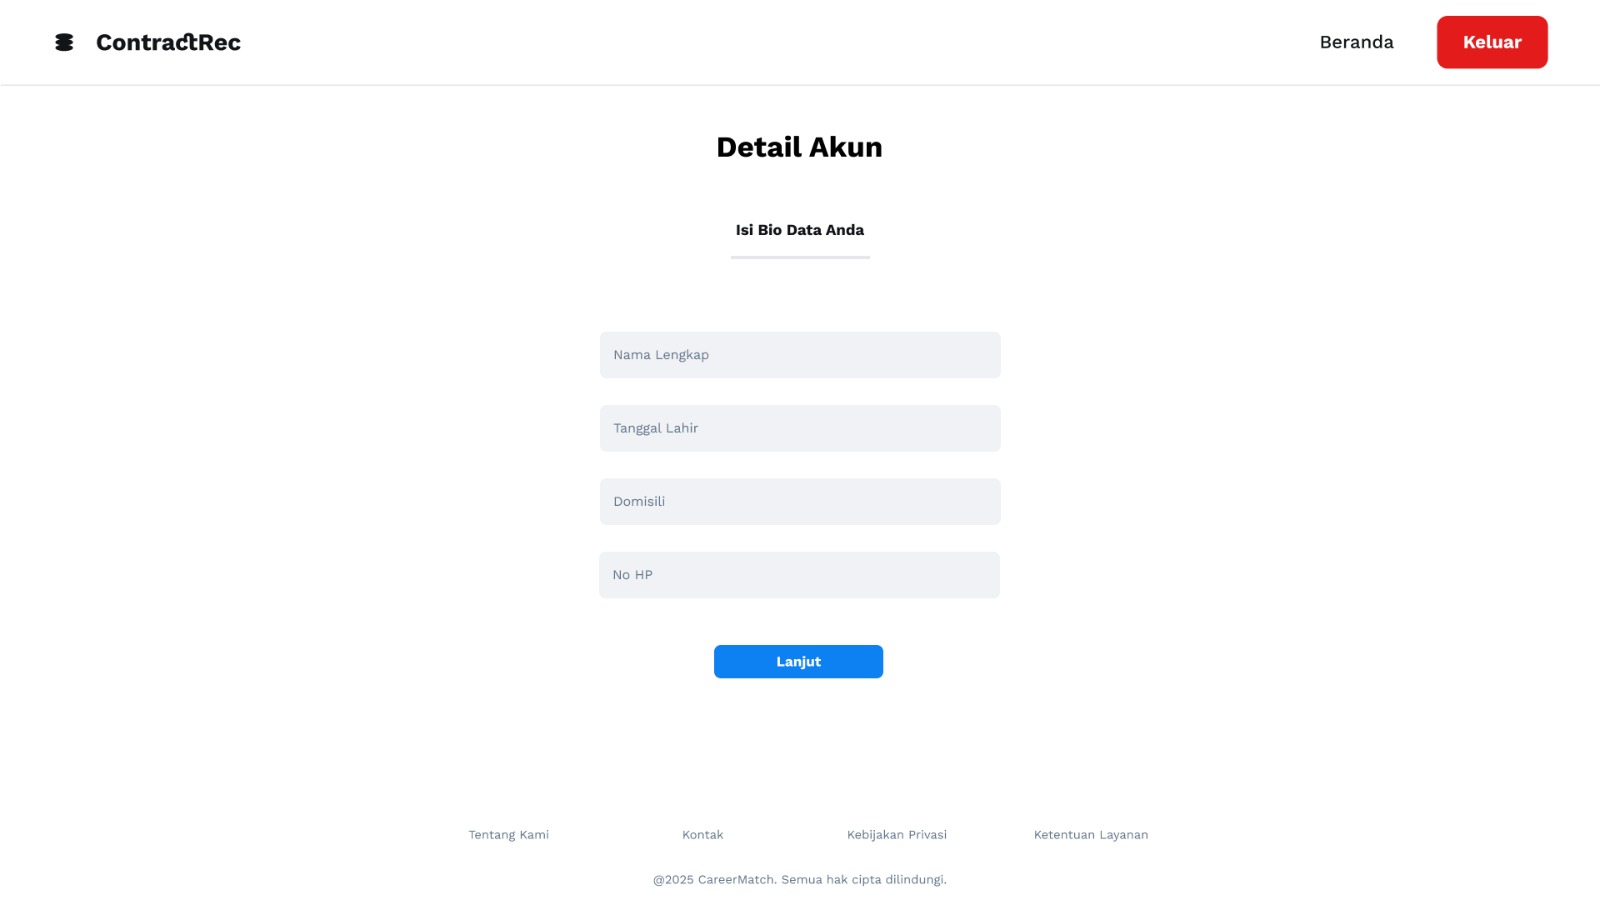 ContractRec
Beranda
Keluar
Detail Akun
Isi Bio Data Anda
Nama Lengkap
Tanggal Lahir
Domisili
No HP
Lanjut
Tentang Kami
Kontak
Kebijakan Privasi
Ketentuan Layanan
@2025 CareerMatch. Semua hak cipta dilindungi.